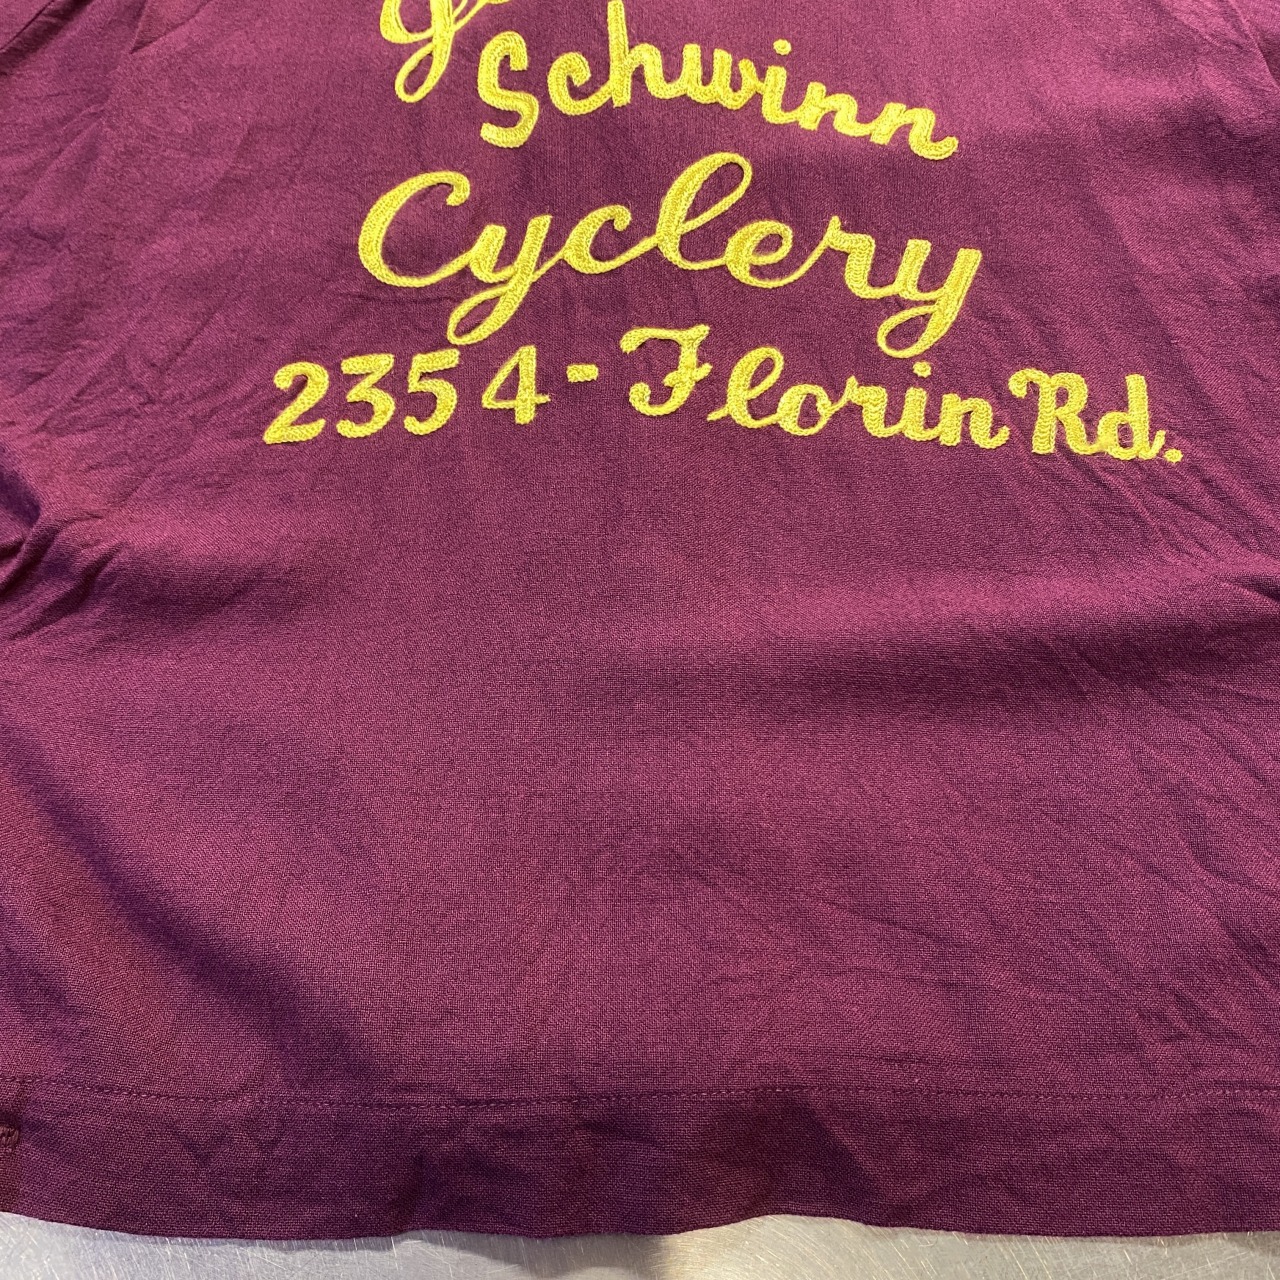 Schwinn
Cyclery
2354-Florin Rd.